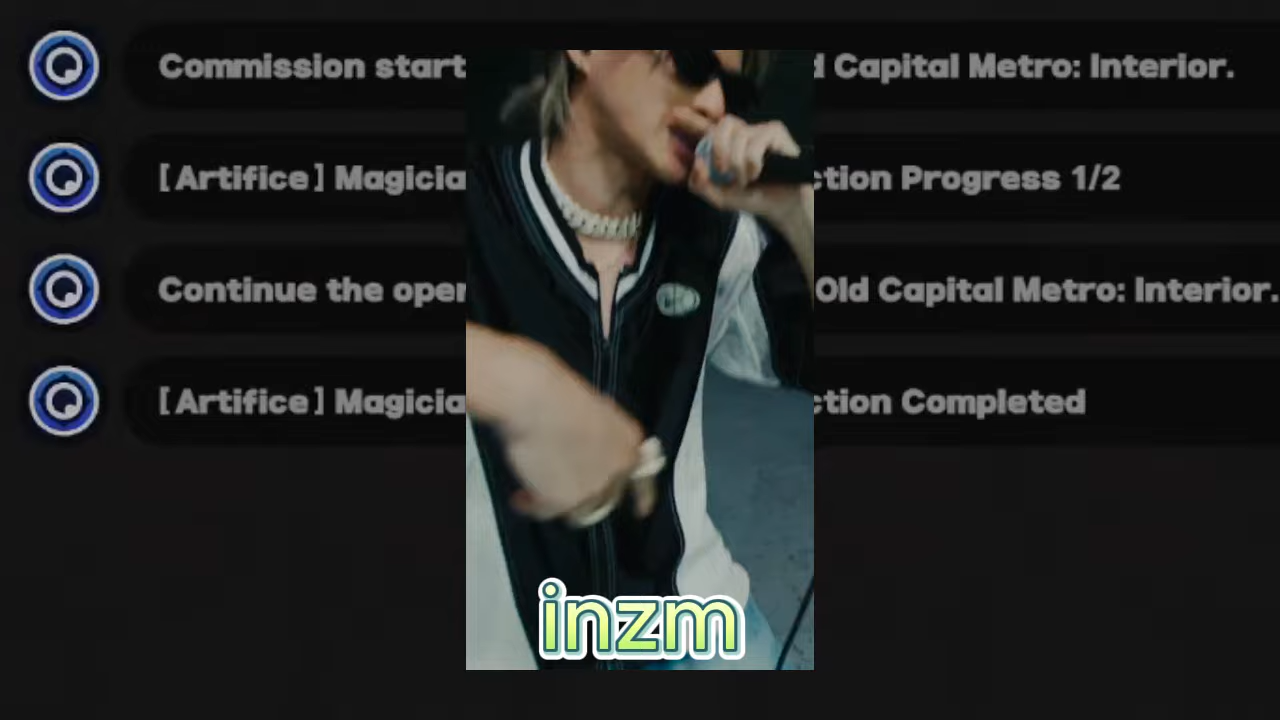 Commission start d Capital Metro: Interior.
[Artifice] Magicia ction Progress 1/2
Continue the oper Old Capital Metro: Interior.
[Artifice] Magicia ction Completed
inzm